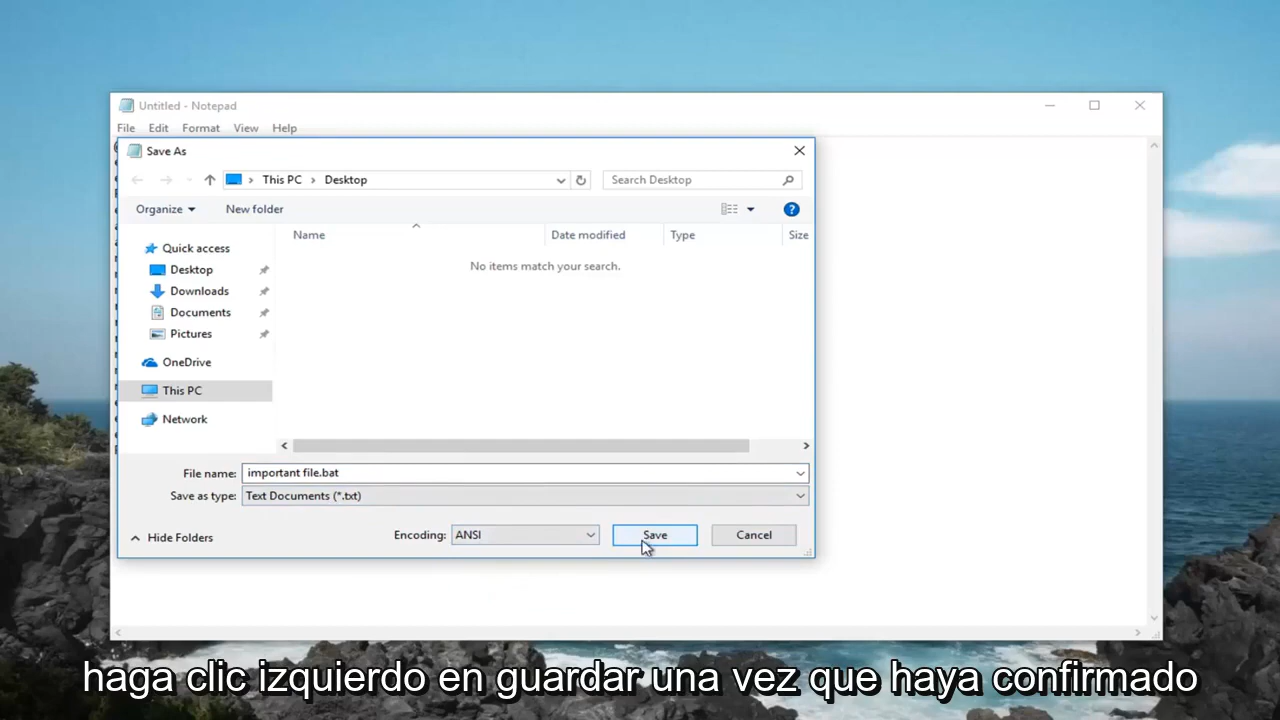 Untitled - Notepad
File Edit Format View Help
Save As
This PC > Desktop
Search Desktop
Organize New folder
Name Date modified Type Size
Quick access
No items match your search.
Desktop
Downloads
Documents
Pictures
OneDrive
This PC
Network
File name: important file.bat
Save as type: Text Documents (*.txt)
Hide Folders
Encoding: ANSI
Save
Cancel
haga clic izquierdo en guardar una vez que haya confirmado